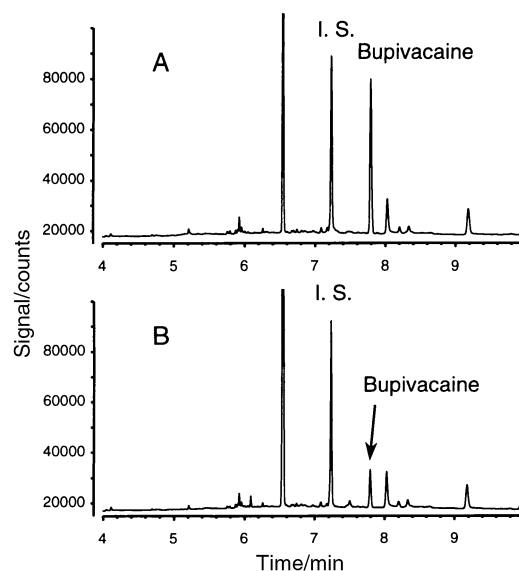 I. S.
Bupivacaine
A
80000
60000
40000
20000
4 5 6 7 8 9
I. S.
B
Bupivacaine
80000
60000
40000
20000
4 5 6 7 8 9
Signal/counts
Time/min